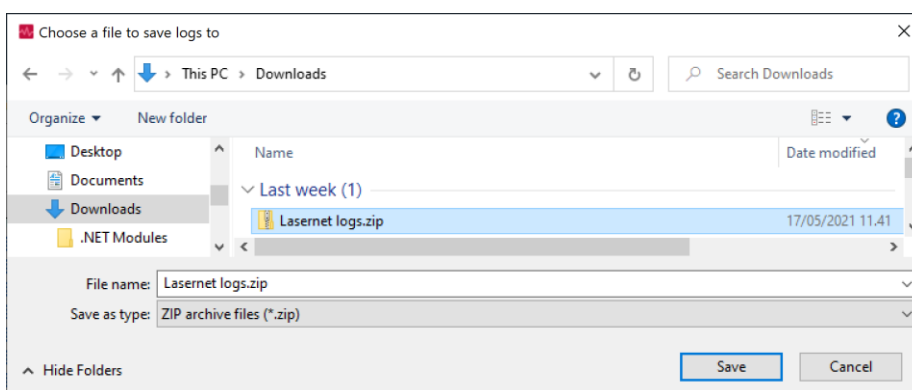 Choose a file to save logs to
This PC > Downloads
Search Downloads
Organize
New folder
Desktop
Documents
Downloads
.NET Modules
Name
Date modified
Last week (1)
Lasernet logs.zip
17/05/2021 11.41
File name: Lasernet logs.zip
Save as type: ZIP archive files (*.zip)
Hide Folders
Save
Cancel